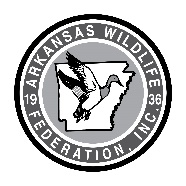 ARKANSAS WILDLIFE
19 36
FEDERATION, INC.